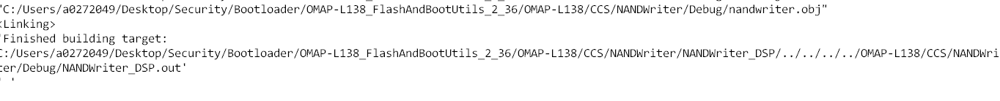 "C:/Users/a0272049/Desktop/Security/Bootloader/OMAP-L138_FlashAndBootUtils_2_36/OMAP-L138/CCS/NANDWriter/Debug/nandwriter.obj"
<Linking>
'Finished building target:
C:/Users/a0272049/Desktop/Security/Bootloader/OMAP-L138_FlashAndBootUtils_2_36/OMAP-L138/CCS/NANDWriter/NANDWriter_DSP/../../../../OMAP-L138/CCS/NANDWri
ter/Debug/NANDWriter_DSP.out'
' '